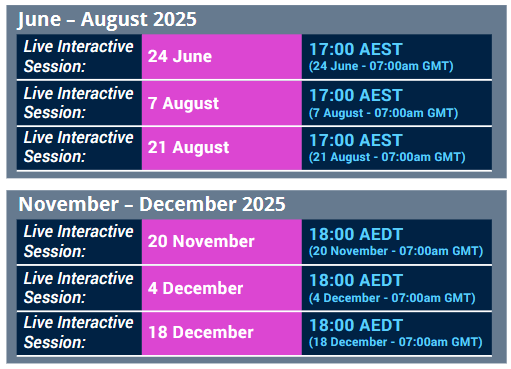 June – August 2025
Live Interactive
Session:
24 June
17:00 AEST
(24 June - 07:00am GMT)
Live Interactive
Session:
7 August
17:00 AEST
(7 August - 07:00am GMT)
Live Interactive
Session:
21 August
17:00 AEST
(21 August - 07:00am GMT)
November – December 2025
Live Interactive
Session:
20 November
18:00 AEDT
(20 November - 07:00am GMT)
Live Interactive
Session:
4 December
18:00 AEDT
(4 December - 07:00am GMT)
Live Interactive
Session:
18 December
18:00 AEDT
(18 December - 07:00am GMT)